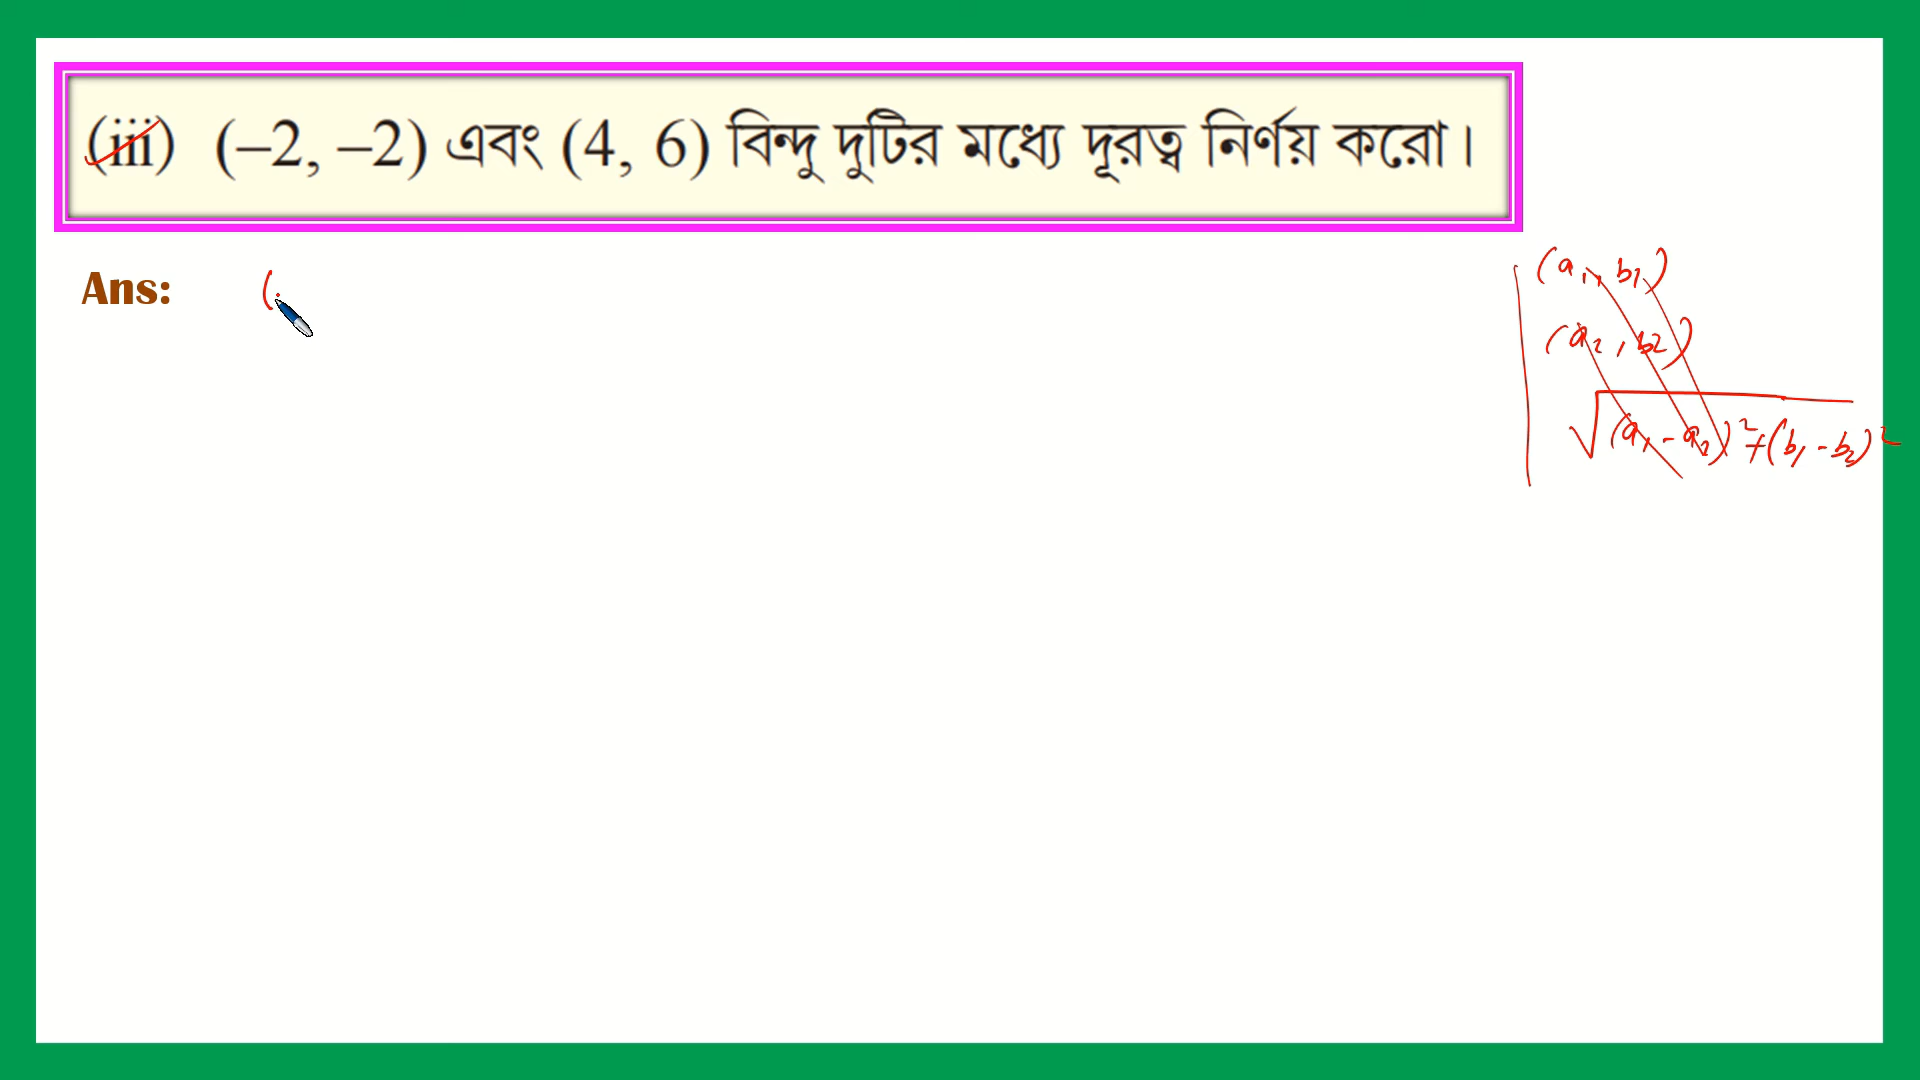 (iii) (–2, –2) এবং (4, 6) বিন্দু দুটির মধ্যে দূরত্ব নির্ণয় করো।
Ans: (
(a₁, b₁)
(a₂, b₂)
√(a₁ - a₂)² + (b₁ - b₂)²